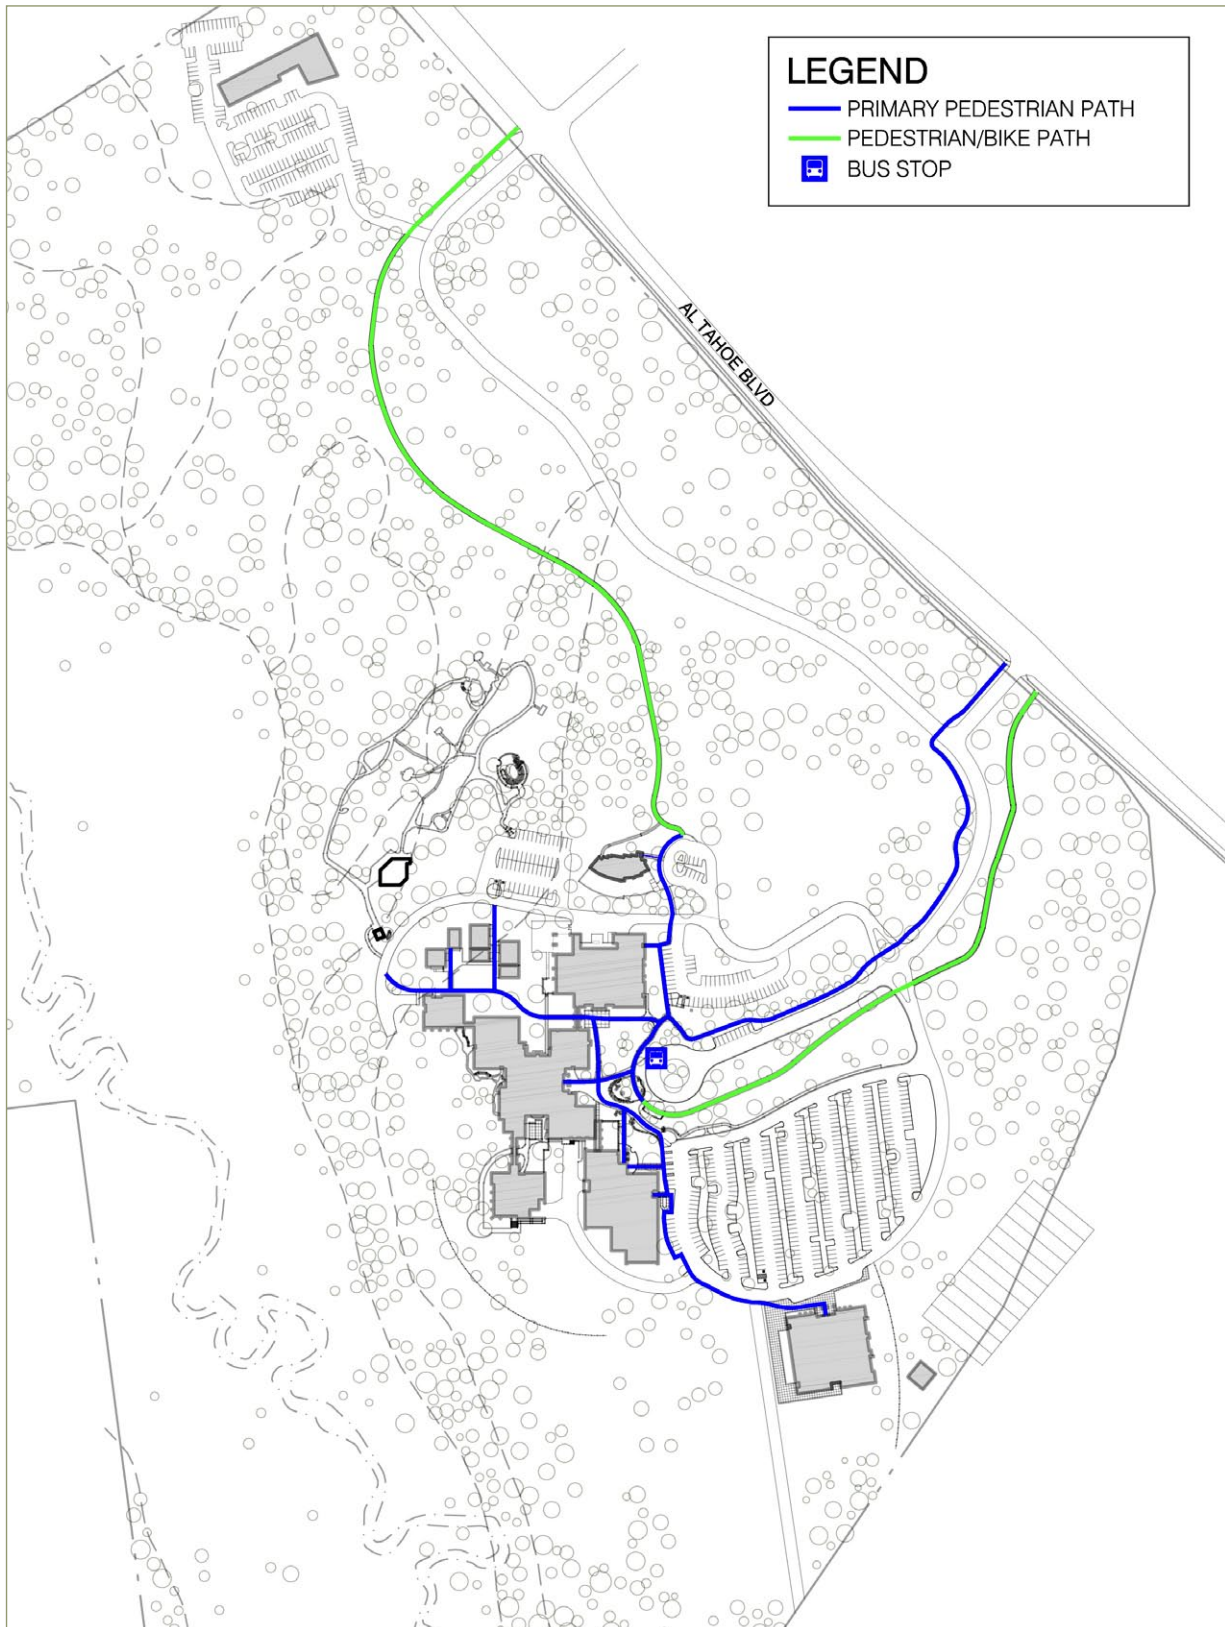 LEGEND
PRIMARY PEDESTRIAN PATH
PEDESTRIAN/BIKE PATH
BUS STOP
AL TAHOE BLVD